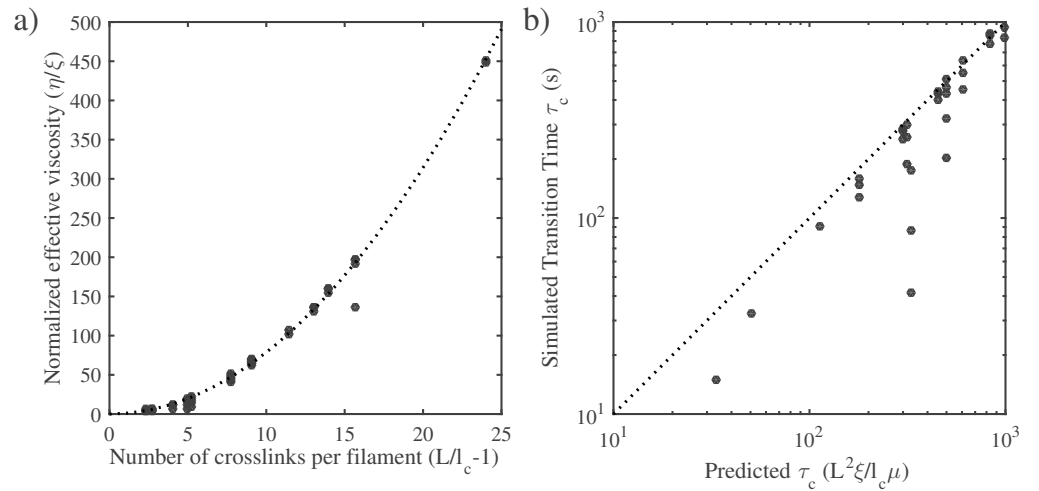 a)
Normalized effective viscosity (η/ξ)
500
450
400
350
300
250
200
150
100
50
0
0 5 10 15 20 25
Number of crosslinks per filament (L/l_c-1)
b)
Simulated Transition Time τ_c (s)
10^3
10^2
10^1
10^1 10^2 10^3
Predicted τ_c (L^2ξ/l_cμ)